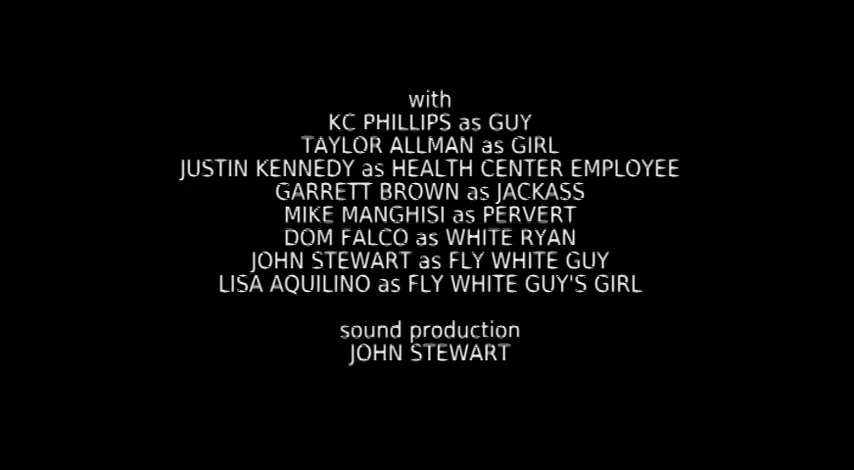 with
KC PHILLIPS as GUY
TAYLOR ALLMAN as GIRL
JUSTIN KENNEDY as HEALTH CENTER EMPLOYEE
GARRETT BROWN as JACKASS
MIKE MANGHISI as PERVERT
DOM FALCO as WHITE RYAN
JOHN STEWART as FLY WHITE GUY
LISA AQUILINO as FLY WHITE GUY'S GIRL
sound production
JOHN STEWART